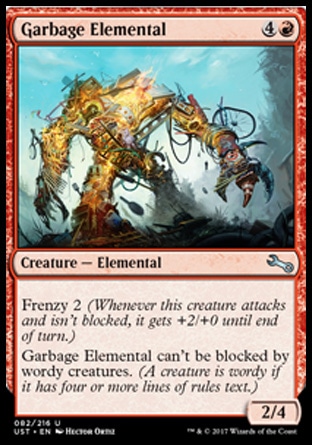 Garbage Elemental 4
Creature — Elemental
Frenzy 2 (Whenever this creature attacks
and isn't blocked, it gets +2/+0 until end
of turn.)
Garbage Elemental can't be blocked by
wordy creatures. (A creature is wordy if
it has four or more lines of rules text.)
2/4
082/216 U
UST • EN Hector Ortiz
™ & © 2017 Wizards of the Coast